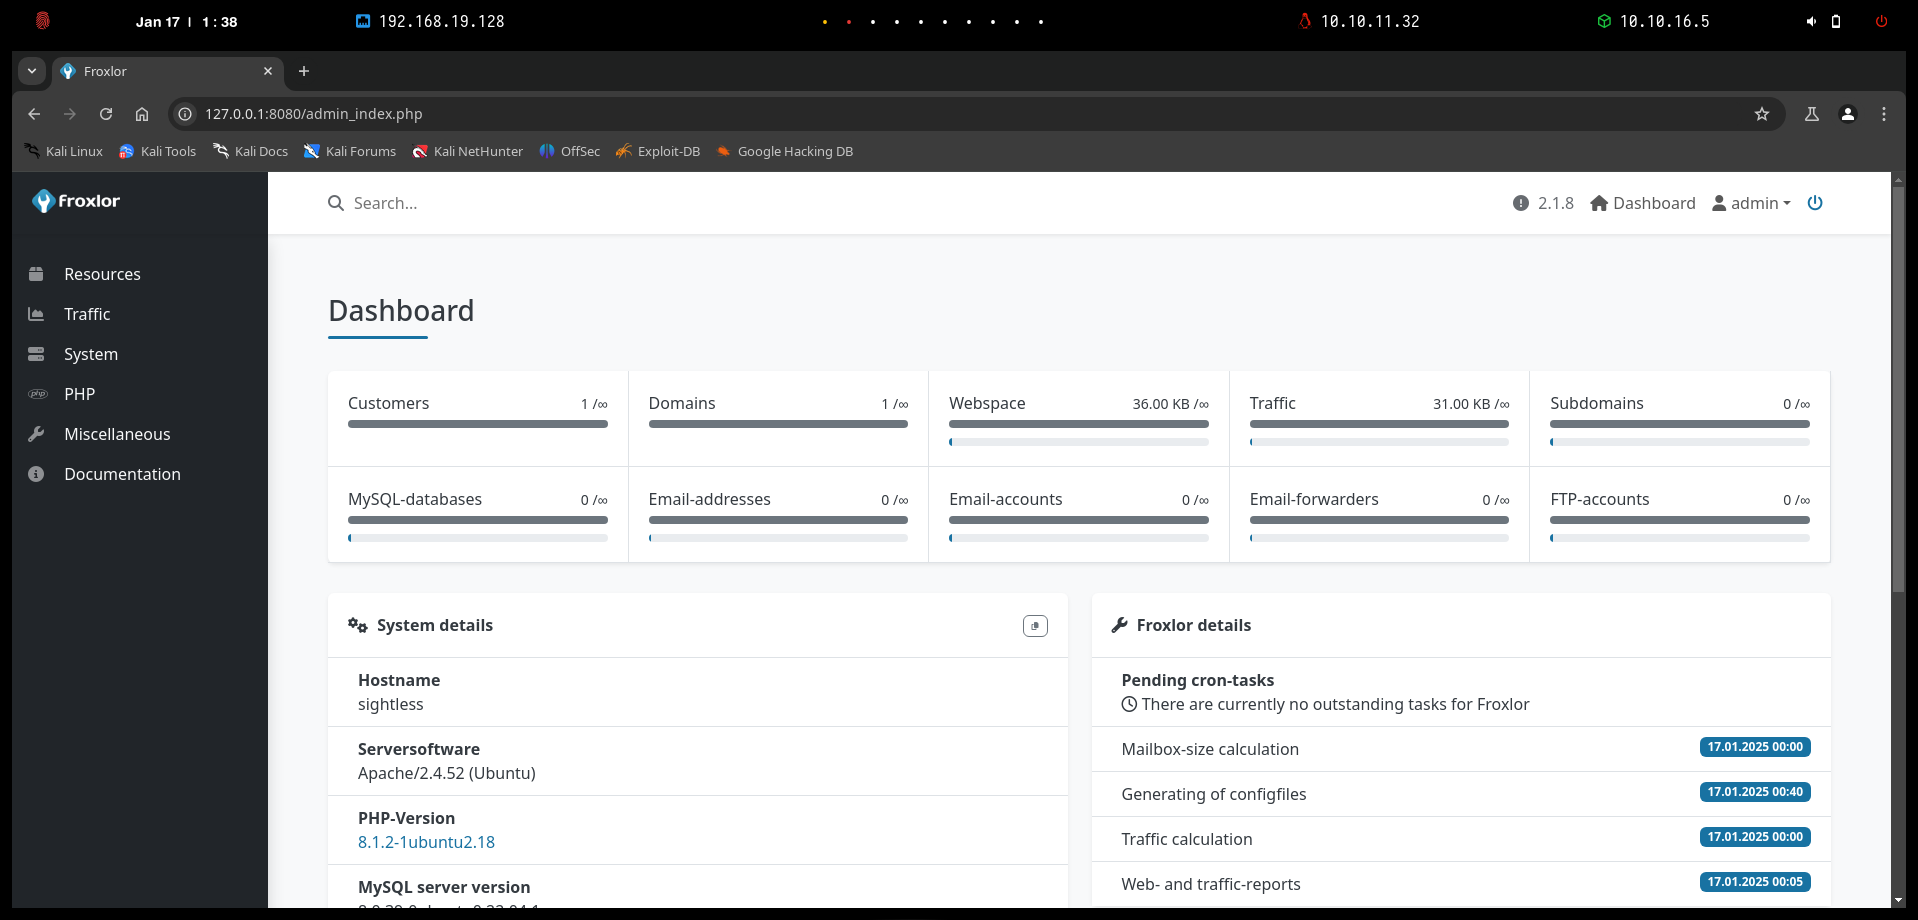 Jan 17 | 1:38 192.168.19.128 10.10.11.32 10.10.16.5
Froxlor
127.0.0.1:8080/admin_index.php
Kali Linux Kali Tools Kali Docs Kali Forums Kali NetHunter OffSec Exploit-DB Google Hacking DB
froxlor
Search...
2.1.8 Dashboard admin
Resources
Traffic
System
php PHP
Miscellaneous
Documentation
Dashboard
Customers 1 /∞
Domains 1 /∞
Webspace 36.00 KB /∞
Traffic 31.00 KB /∞
Subdomains 0 /∞
MySQL-databases 0 /∞
Email-addresses 0 /∞
Email-accounts 0 /∞
Email-forwarders 0 /∞
FTP-accounts 0 /∞
System details
Hostname
sightless
Serversoftware
Apache/2.4.52 (Ubuntu)
PHP-Version
8.1.2-1ubuntu2.18
MySQL server version
Froxlor details
Pending cron-tasks
There are currently no outstanding tasks for Froxlor
Mailbox-size calculation 17.01.2025 00:00
Generating of configfiles 17.01.2025 00:40
Traffic calculation 17.01.2025 00:00
Web- and traffic-reports 17.01.2025 00:05